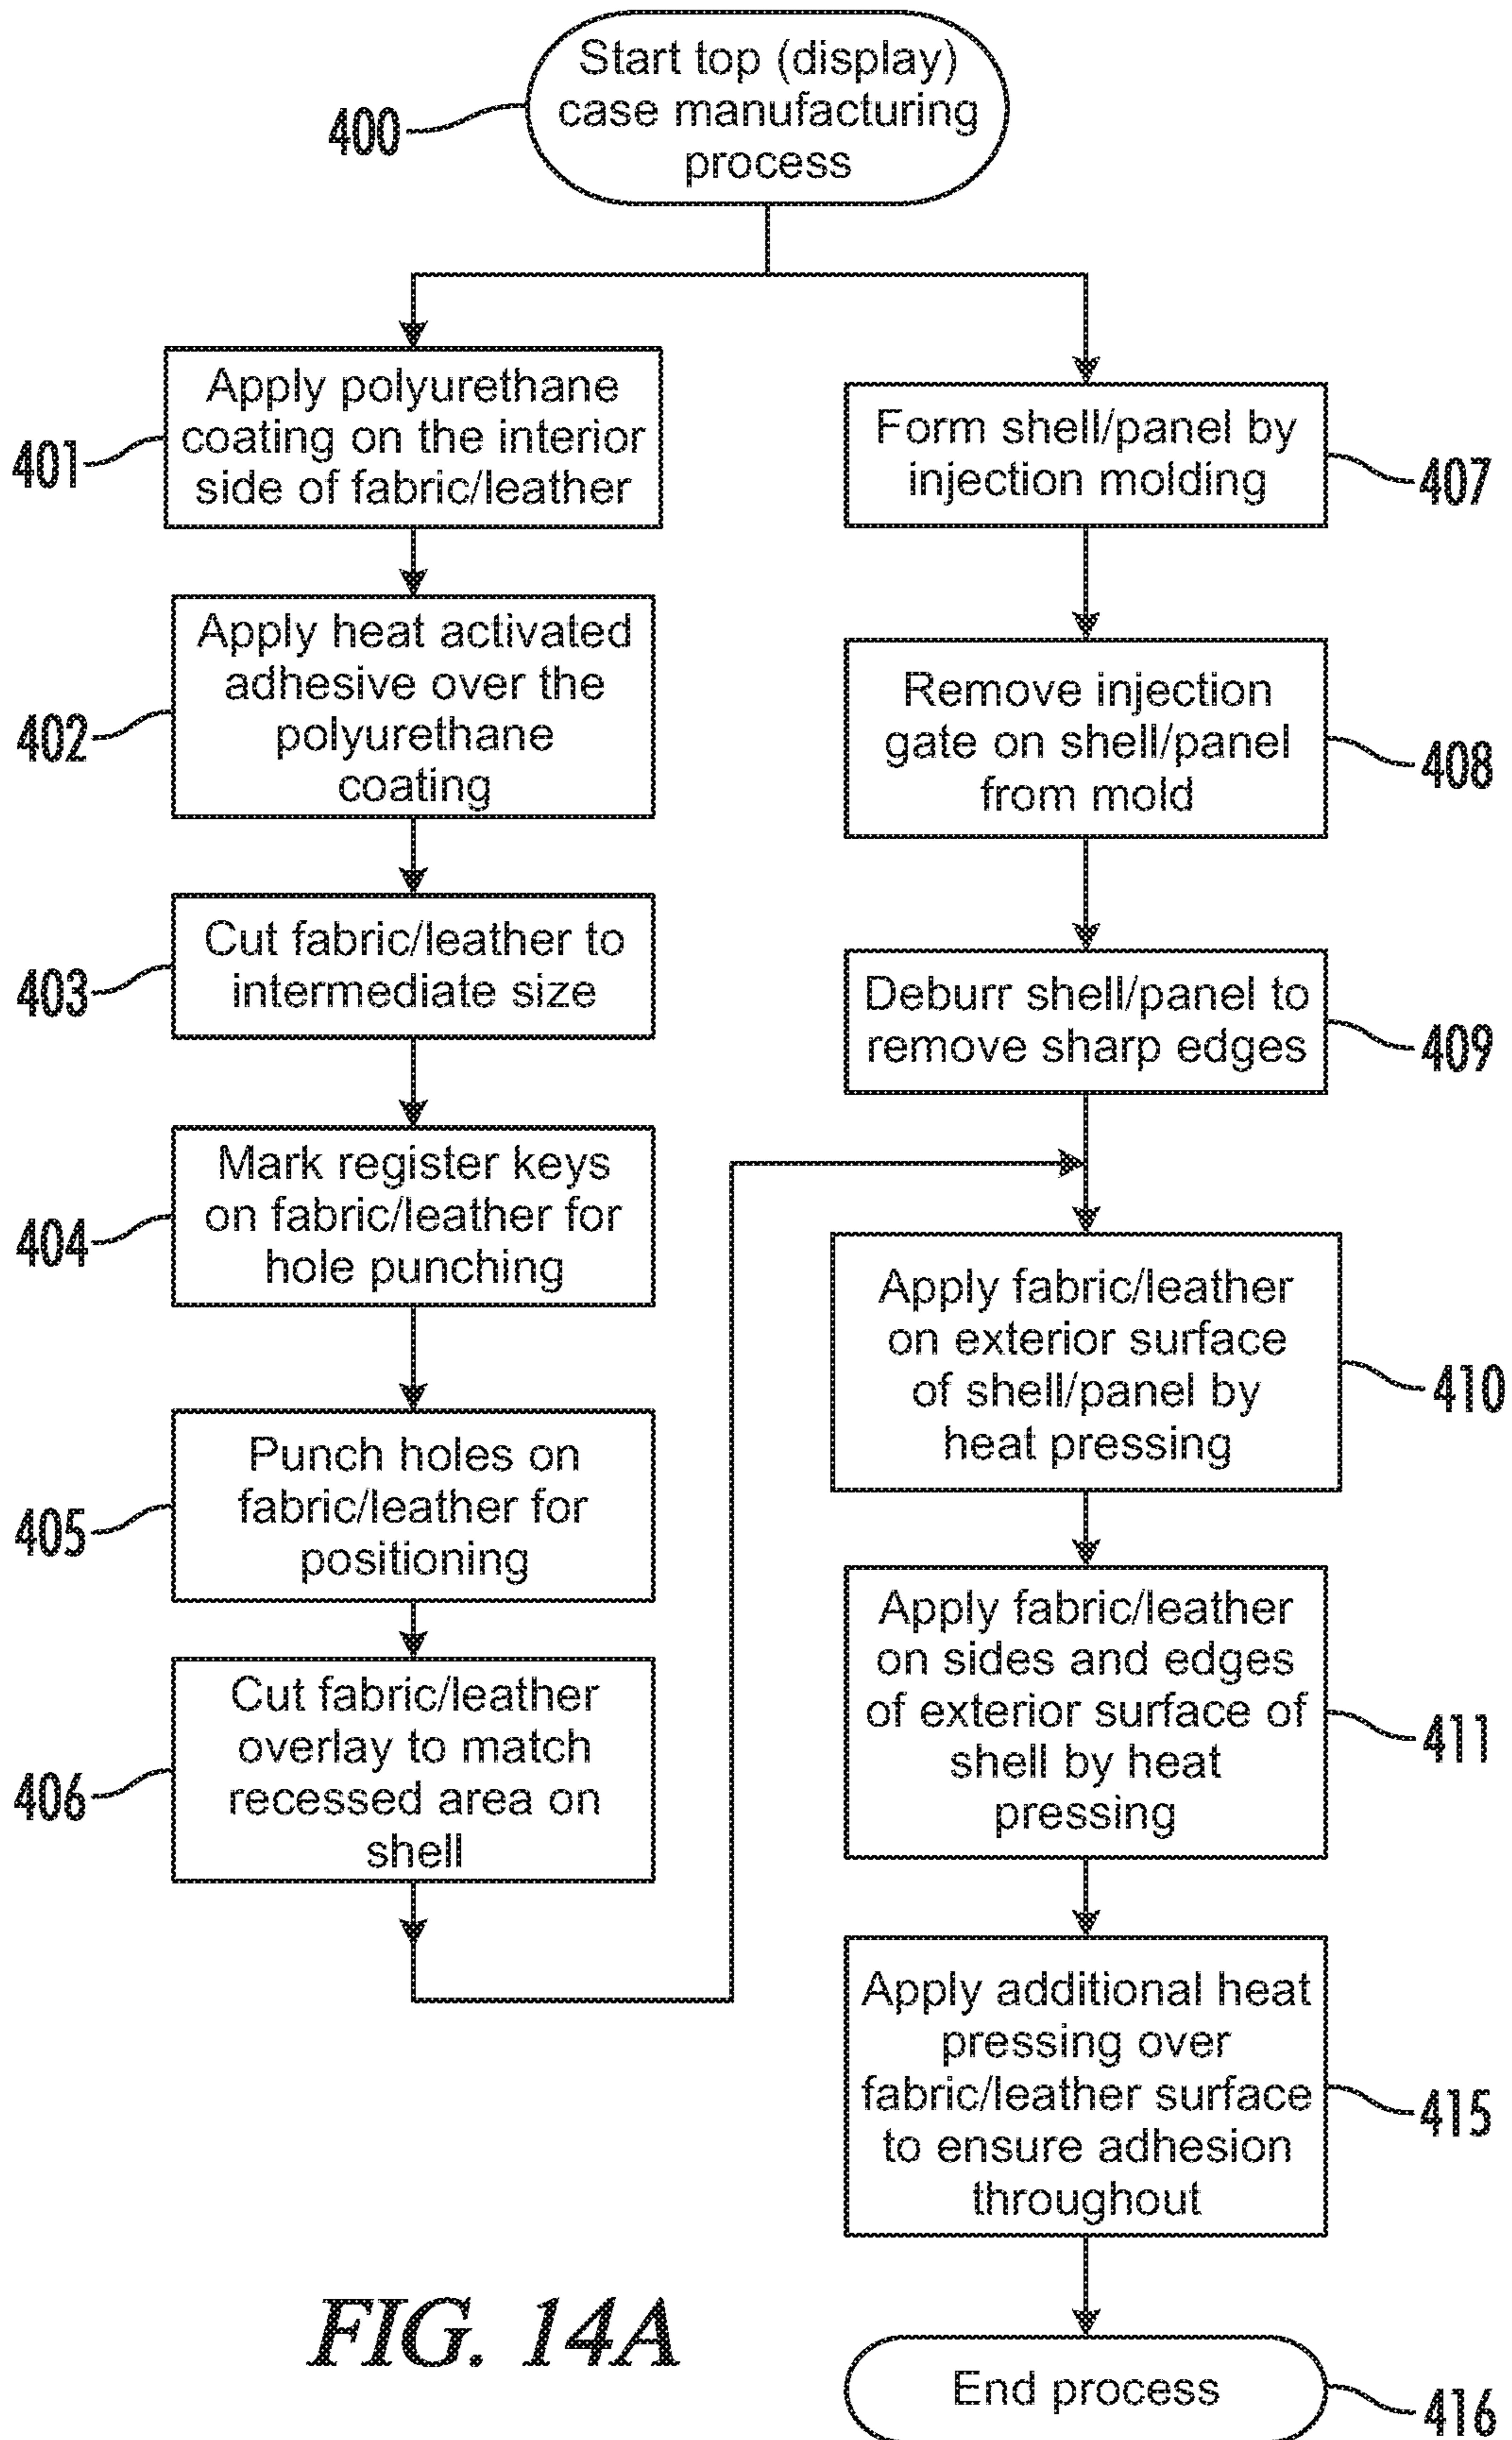 Start top (display)
case manufacturing
process
400
Apply polyurethane
coating on the interior
side of fabric/leather
401
Apply heat activated
adhesive over the
polyurethane
coating
402
Cut fabric/leather to
intermediate size
403
Mark register keys
on fabric/leather for
hole punching
404
Punch holes on
fabric/leather for
positioning
405
Cut fabric/leather
overlay to match
recessed area on
shell
406
Form shell/panel by
injection molding
407
Remove injection
gate on shell/panel
from mold
408
Deburr shell/panel to
remove sharp edges
409
Apply fabric/leather
on exterior surface
of shell/panel by
heat pressing
410
Apply fabric/leather
on sides and edges
of exterior surface of
shell by heat
pressing
411
Apply additional heat
pressing over
fabric/leather surface
to ensure adhesion
throughout
415
End process
416
FIG. 14A